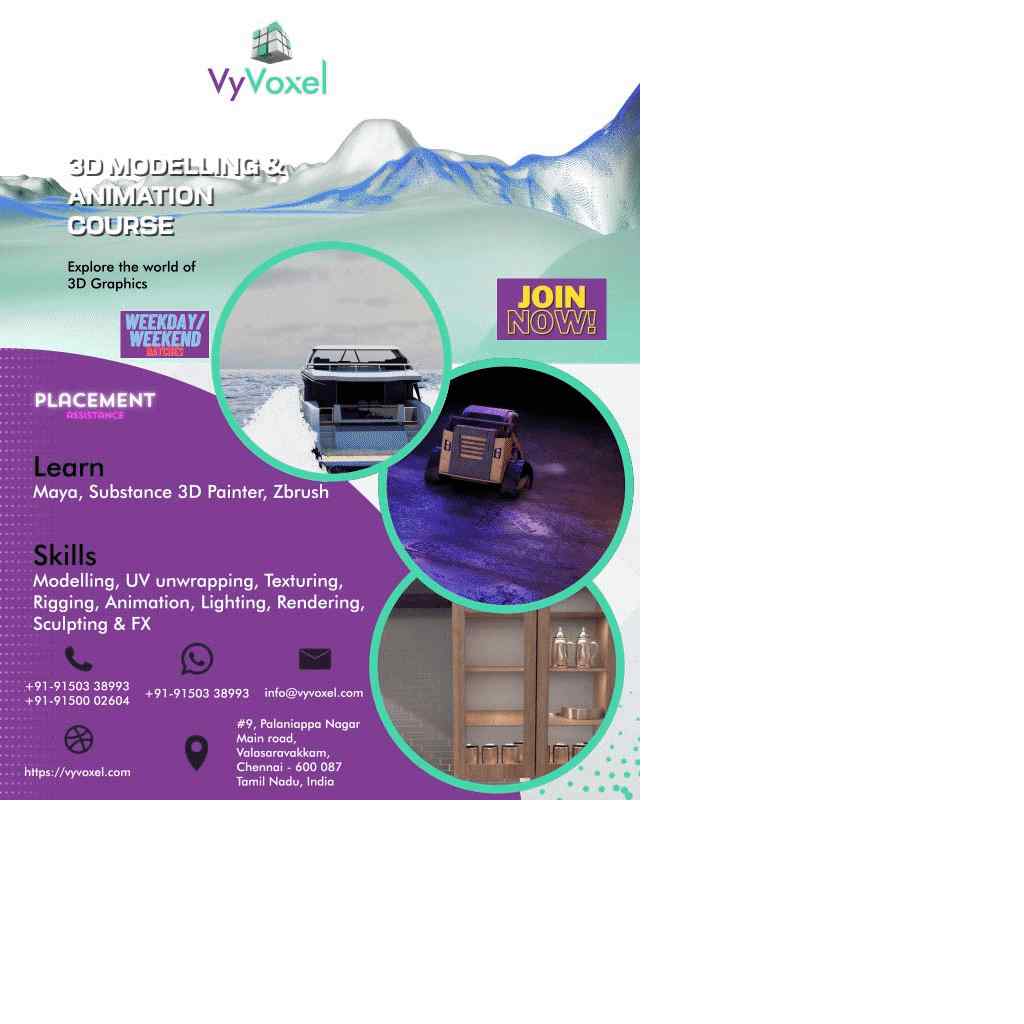 VyVoxel
3D MODELLING &
ANIMATION
COURSE
Explore the world of
3D Graphics
WEEKDAY/
WEEKEND
BATCHES
JOIN
NOW!
PLACEMENT
ASSISTANCE
Learn
Maya, Substance 3D Painter, Zbrush
Skills
Modelling, UV unwrapping, Texturing,
Rigging, Animation, Lighting, Rendering,
Sculpting & FX
+91-91503 38993
+91-91500 02604
+91-91503 38993
info@vyvoxel.com
https://vyvoxel.com
#9, Palaniappa Nagar
Main road,
Valasaravakkam,
Chennai - 600 087
Tamil Nadu, India